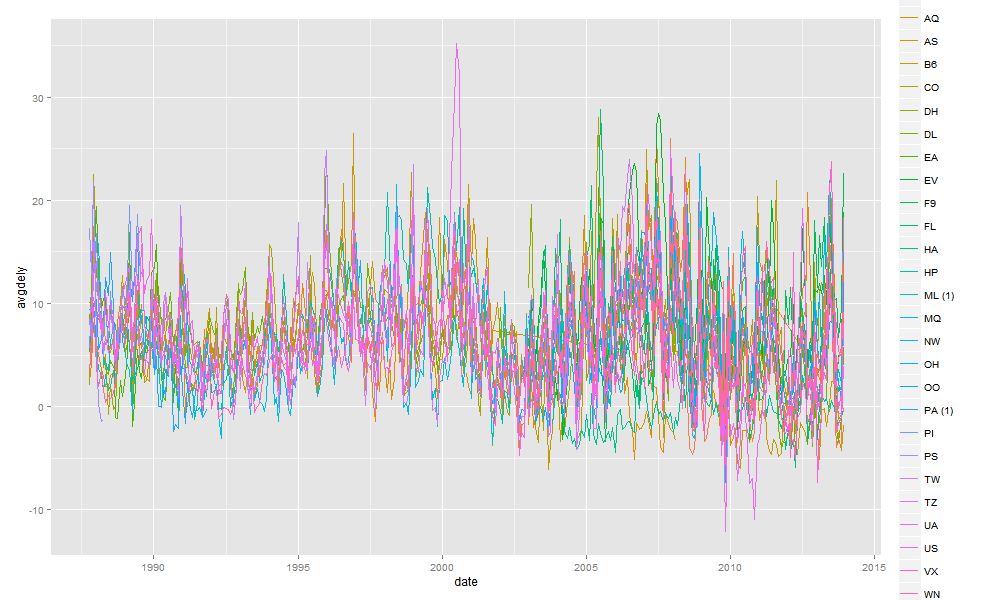 30
20
10
0
-10
avgdely
1990
1995
2000
2005
2010
2015
date
AQ
AS
B6
CO
DH
DL
EA
EV
F9
FL
HA
HP
ML (1)
MQ
NW
OH
OO
PA (1)
PI
PS
TW
TZ
UA
US
VX
WN